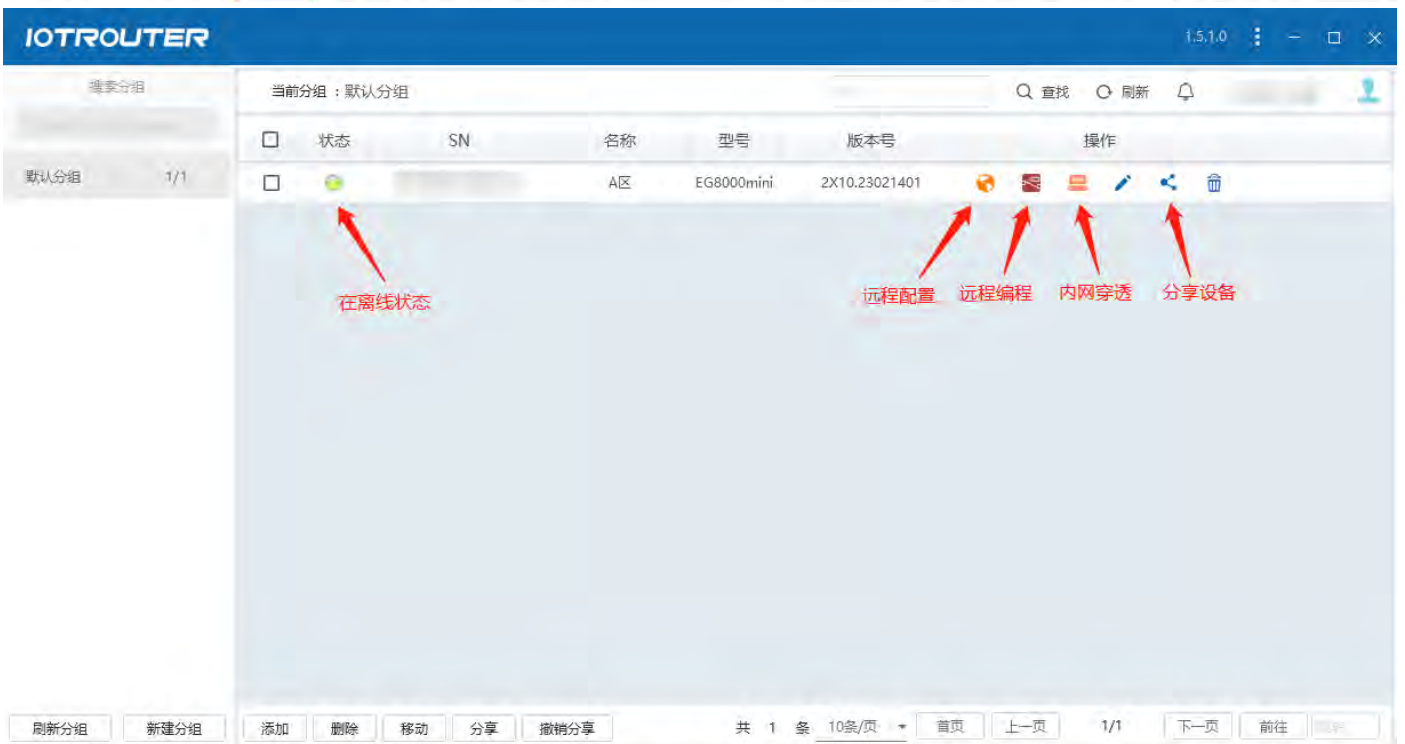 IOTROUTER
1.5.1.0
搜索分组
当前分组：默认分组
查找
刷新
状态 SN 名称 型号 版本号 操作
默认分组 1/1
A区 EG8000mini 2X10.23021401
在离线状态
远程配置 远程编程 内网穿透 分享设备
刷新分组 新建分组 添加 删除 移动 分享 撤销分享 共 1 条 10条/页 首页 上一页 1/1 下一页 前往